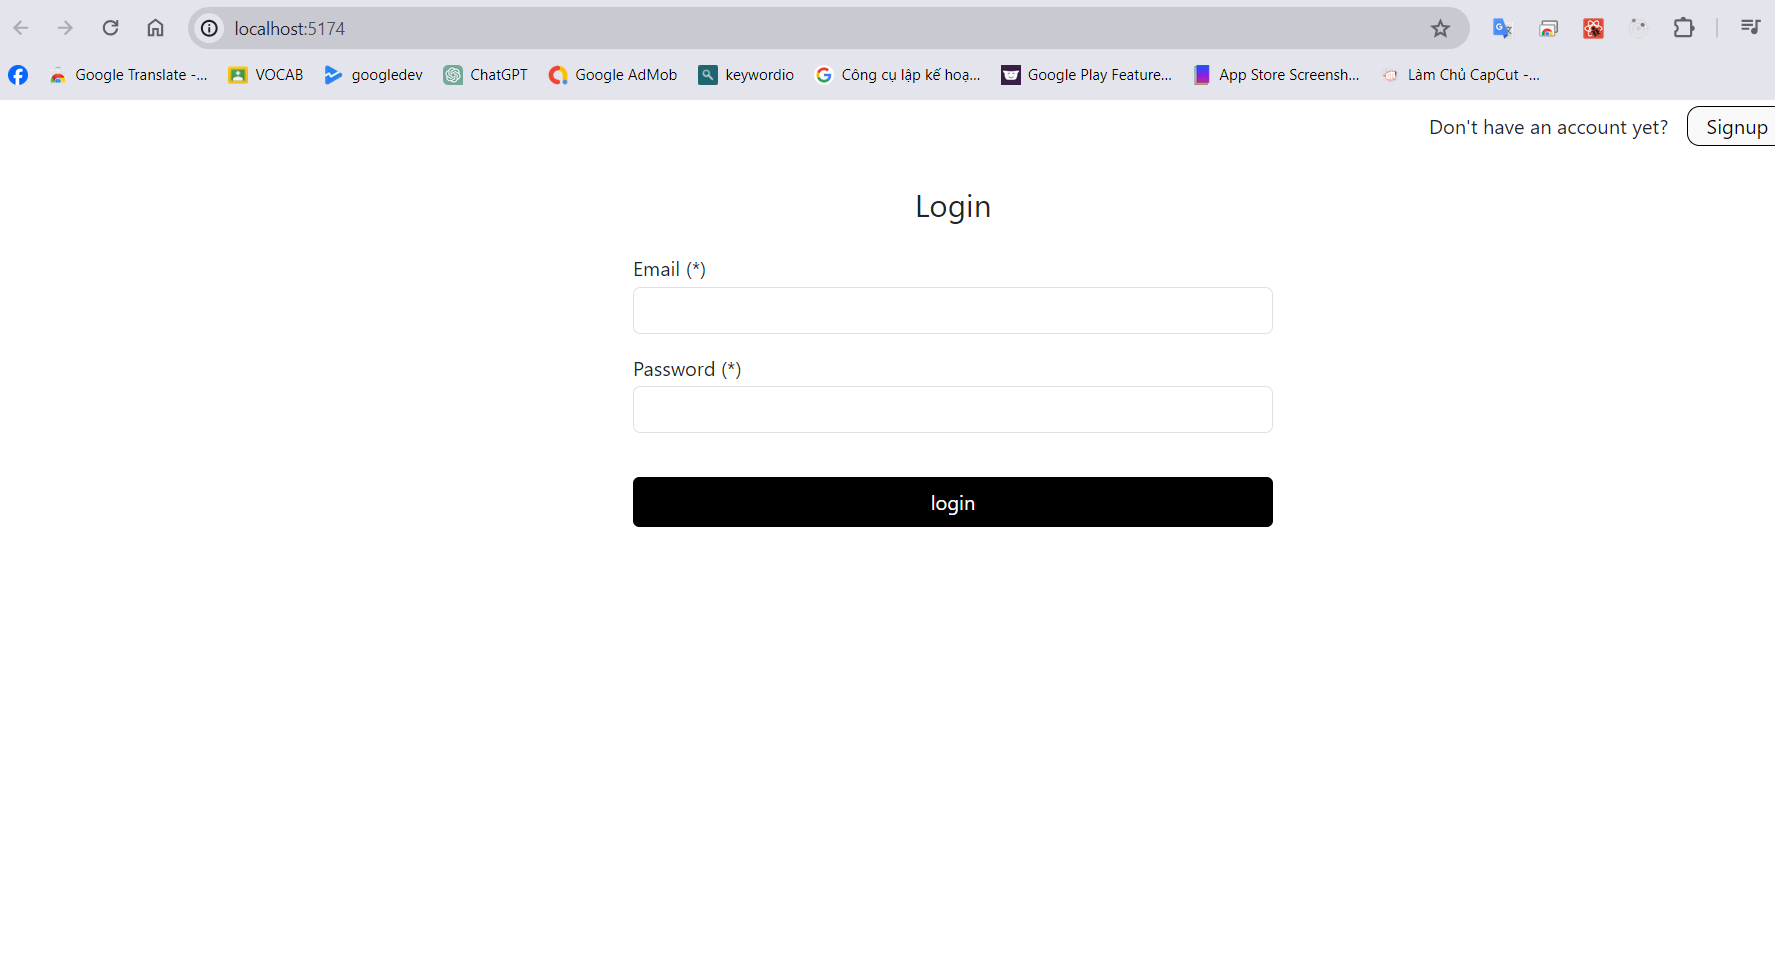 localhost:5174
Google Translate -... VOCAB googledev ChatGPT Google AdMob keywordio Công cụ lập kế hoạ... Google Play Feature... App Store Screensh... Làm Chủ CapCut -...
Don't have an account yet? Signup
Login
Email (*)
Password (*)
login